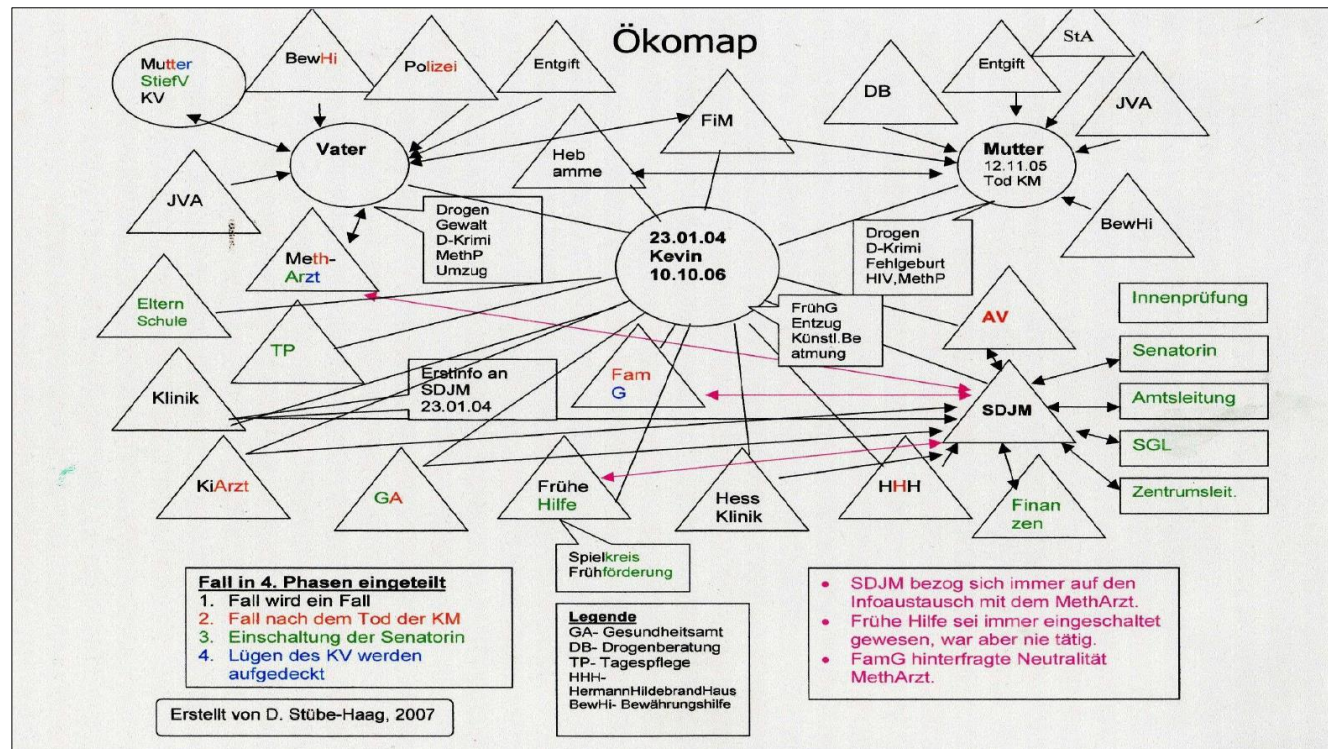 Ökomap
Mutter
StiefV
KV
BewHi
Polizei
Entgift
FiM
DB
Entgift
StA
JVA
Vater
Heb
amme
Mutter
12.11.05
Tod KM
JVA
BewHi
Meth-
Arzt
Drogen
Gewalt
D-Krimi
MethP
Umzug
23.01.04
Kevin
10.10.06
Drogen
D-Krimi
Fehlgeburt
HIV,MethP
Eltern
Schule
TP
FrühG
Entzug
Künstl.Be
atmung
AV
Innenprüfung
Senatorin
Amtsleitung
SGL
Zentrumsleit.
Klinik
Erstinfo an
SDJM
23.01.04
Fam
G
SDJM
KiArzt
GA
Frühe
Hilfe
Hess
Klinik
HHH
Finan
zen
Spielkreis
Frühförderung
Fall in 4. Phasen eingeteilt
1. Fall wird ein Fall
2. Fall nach dem Tod der KM
3. Einschaltung der Senatorin
4. Lügen des KV werden
aufgedeckt
Legende
GA- Gesundheitsamt
DB- Drogenberatung
TP- Tagespflege
HHH-
HermannHildebrandHaus
BewHi- Bewährungshilfe
• SDJM bezog sich immer auf den
Infoaustausch mit dem MethArzt.
• Frühe Hilfe sei immer eingeschaltet
gewesen, war aber nie tätig.
• FamG hinterfragte Neutralität
MethArzt.
Erstellt von D. Stübe-Haag, 2007